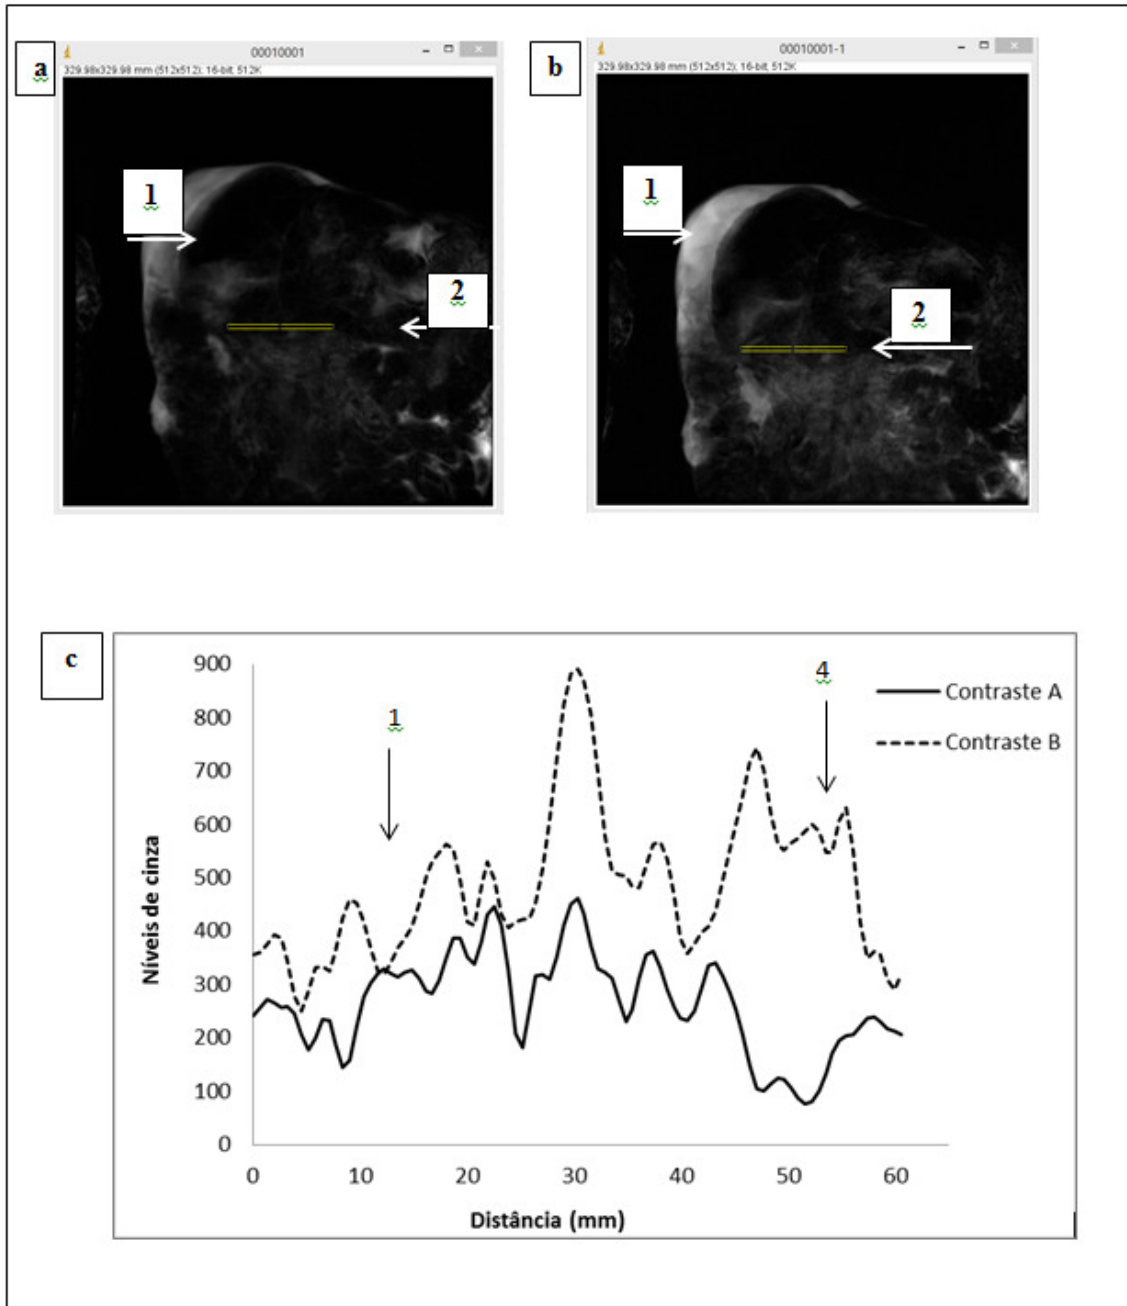 a
00010001
329.98x329.98 mm (512x512); 16-bit; 512K
1
2
b
00010001-1
329.98x329.98 mm (512x512); 16-bit; 512K
1
2
c
900
800
700
600
500
400
300
200
100
0
Níveis de cinza
1
4
Contraste A
Contraste B
0 10 20 30 40 50 60
Distância (mm)